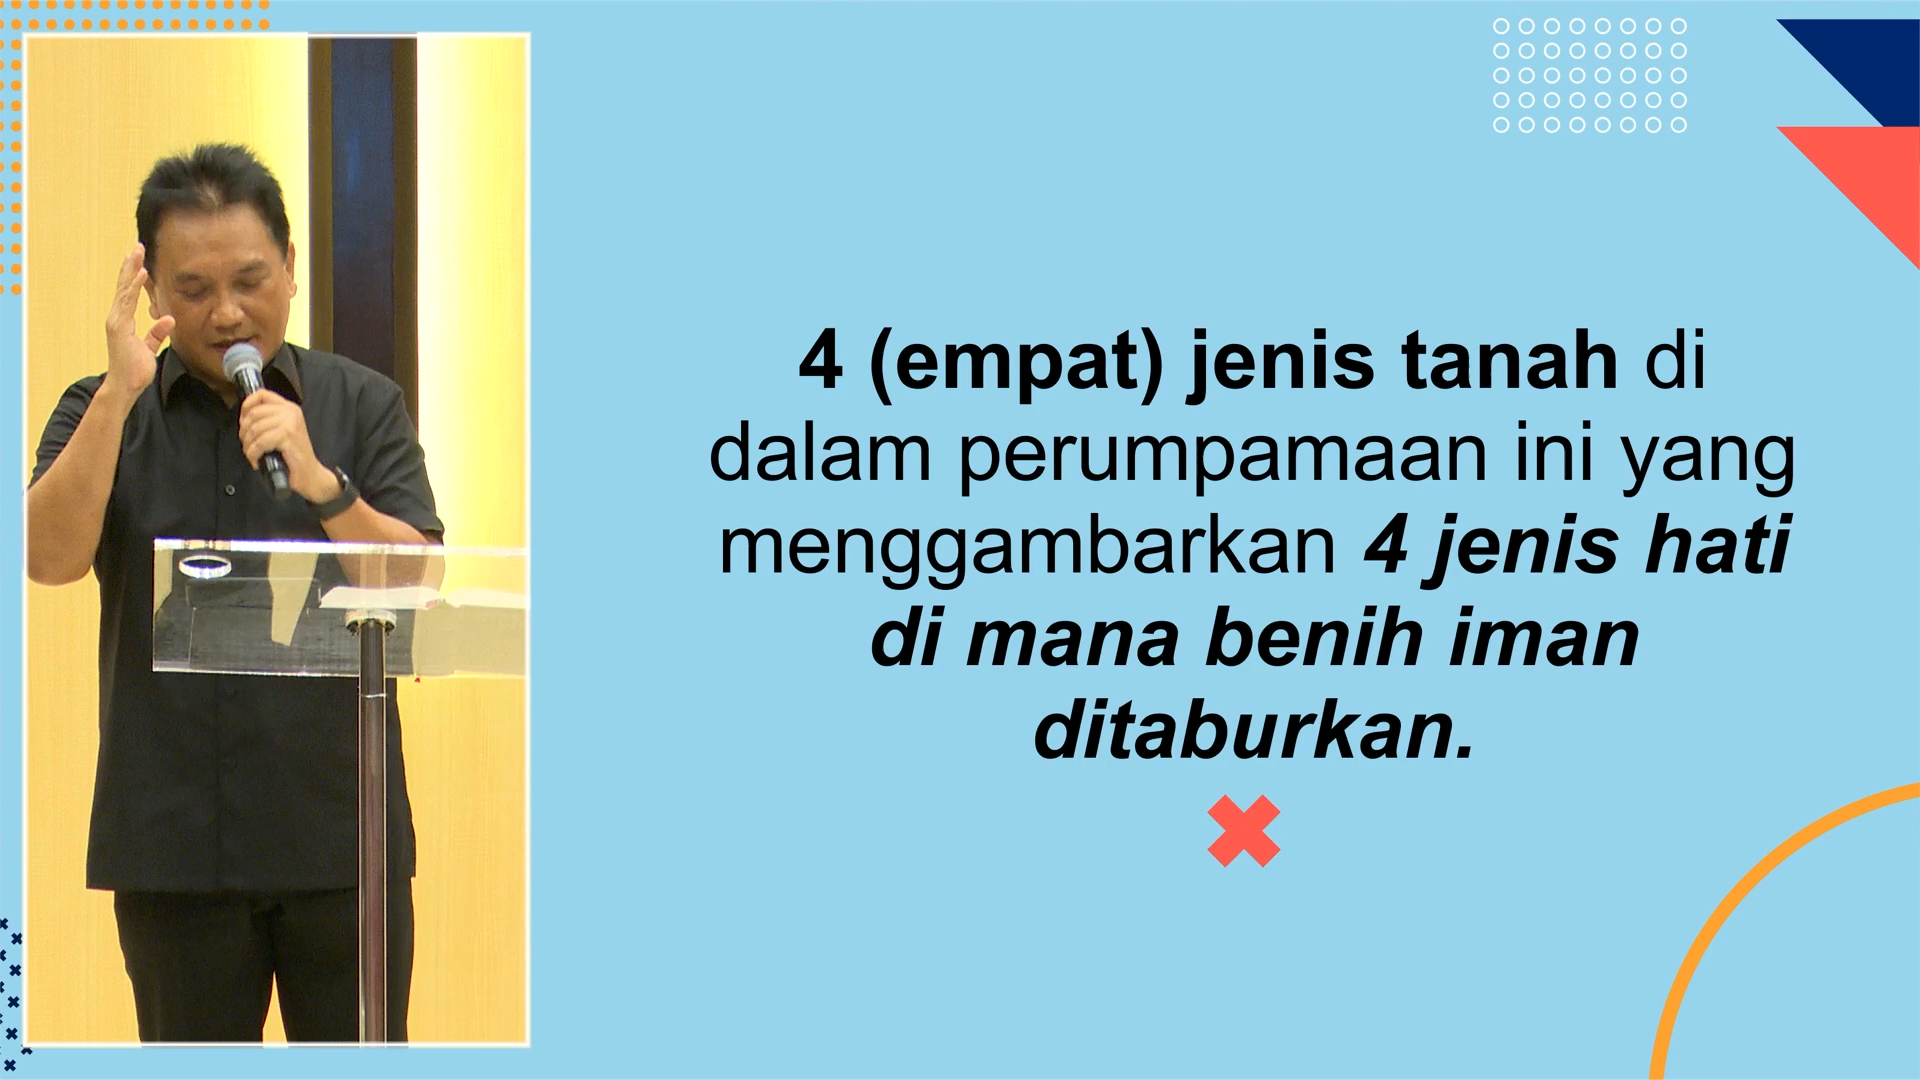 4 (empat) jenis tanah di
dalam perumpamaan ini yang
menggambarkan 4 jenis hati
di mana benih iman
ditaburkan.